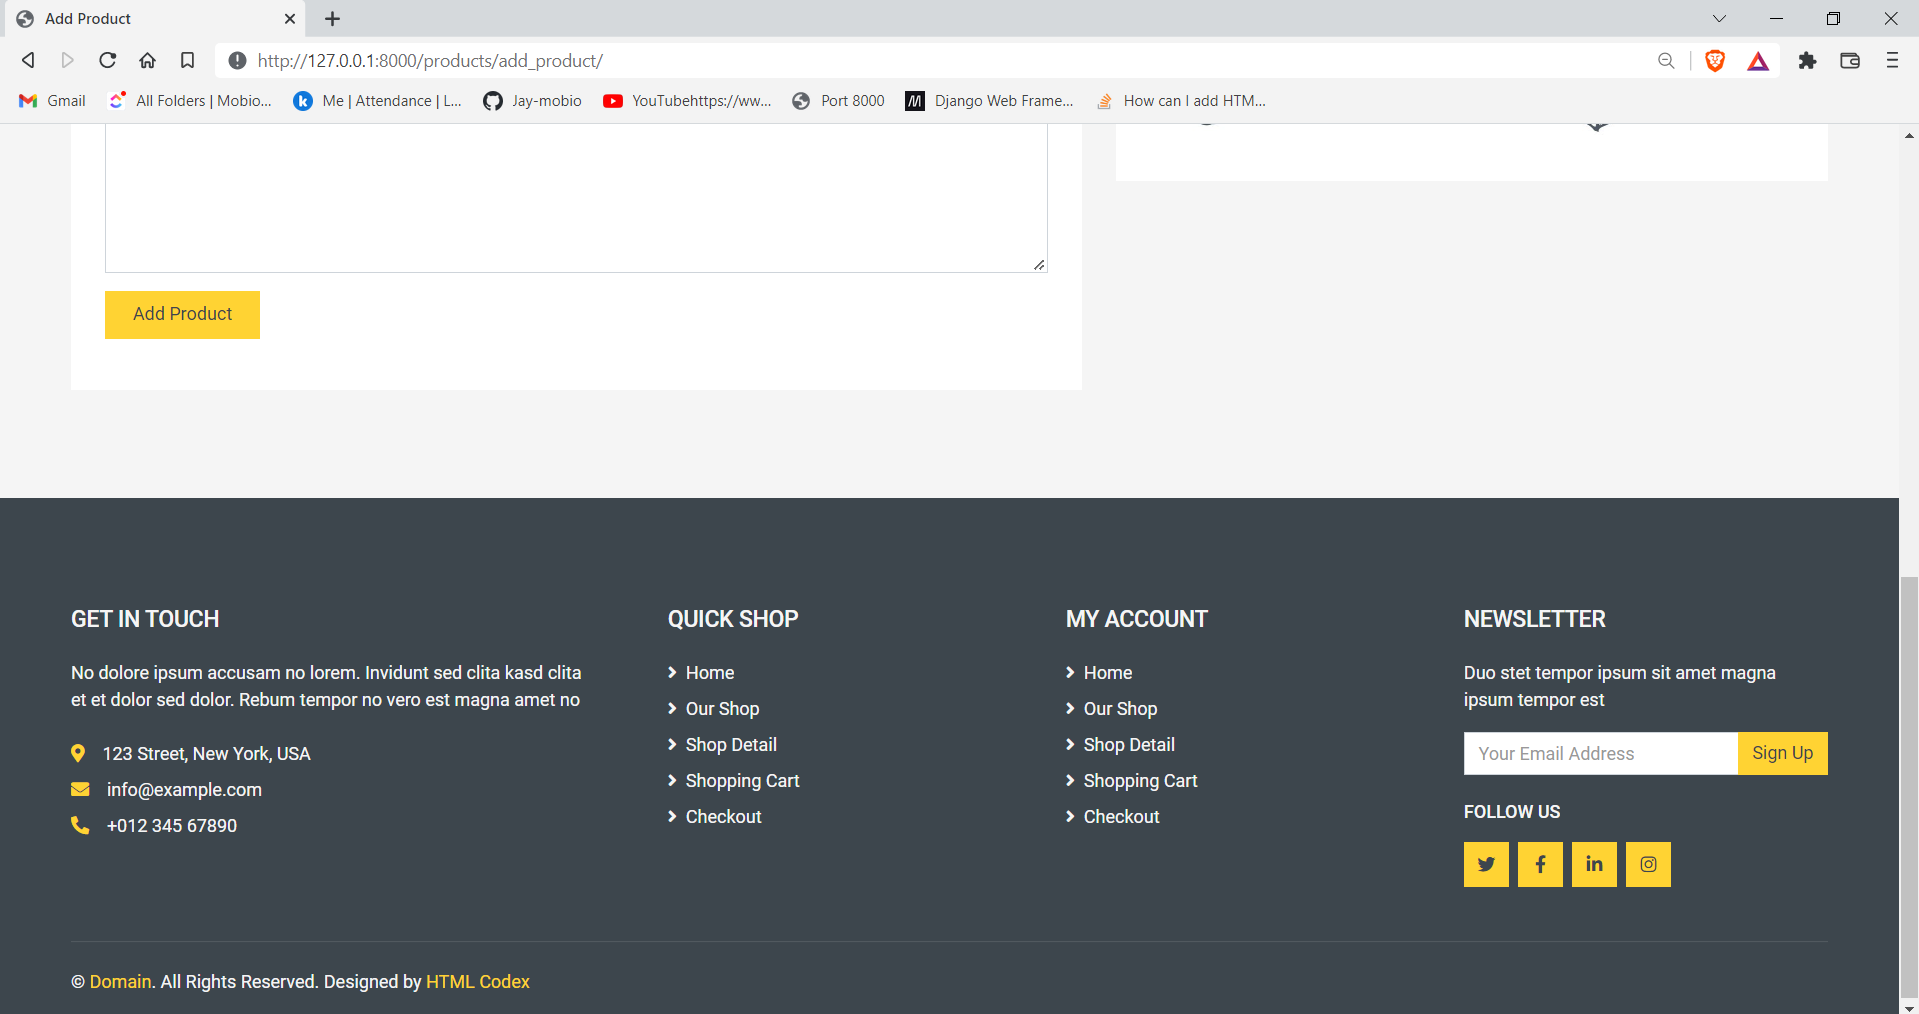 Add Product
http://127.0.0.1:8000/products/add_product/
Gmail
All Folders | Mobio...
Me | Attendance | L...
Jay-mobio
YouTubehttps://ww...
Port 8000
Django Web Frame...
How can I add HTM...
Add Product
GET IN TOUCH
No dolore ipsum accusam no lorem. Invidunt sed clita kasd clita
et et dolor sed dolor. Rebum tempor no vero est magna amet no
123 Street, New York, USA
info@example.com
+012 345 67890
QUICK SHOP
Home
Our Shop
Shop Detail
Shopping Cart
Checkout
MY ACCOUNT
Home
Our Shop
Shop Detail
Shopping Cart
Checkout
NEWSLETTER
Duo stet tempor ipsum sit amet magna
ipsum tempor est
Your Email Address
Sign Up
FOLLOW US
© Domain. All Rights Reserved. Designed by HTML Codex